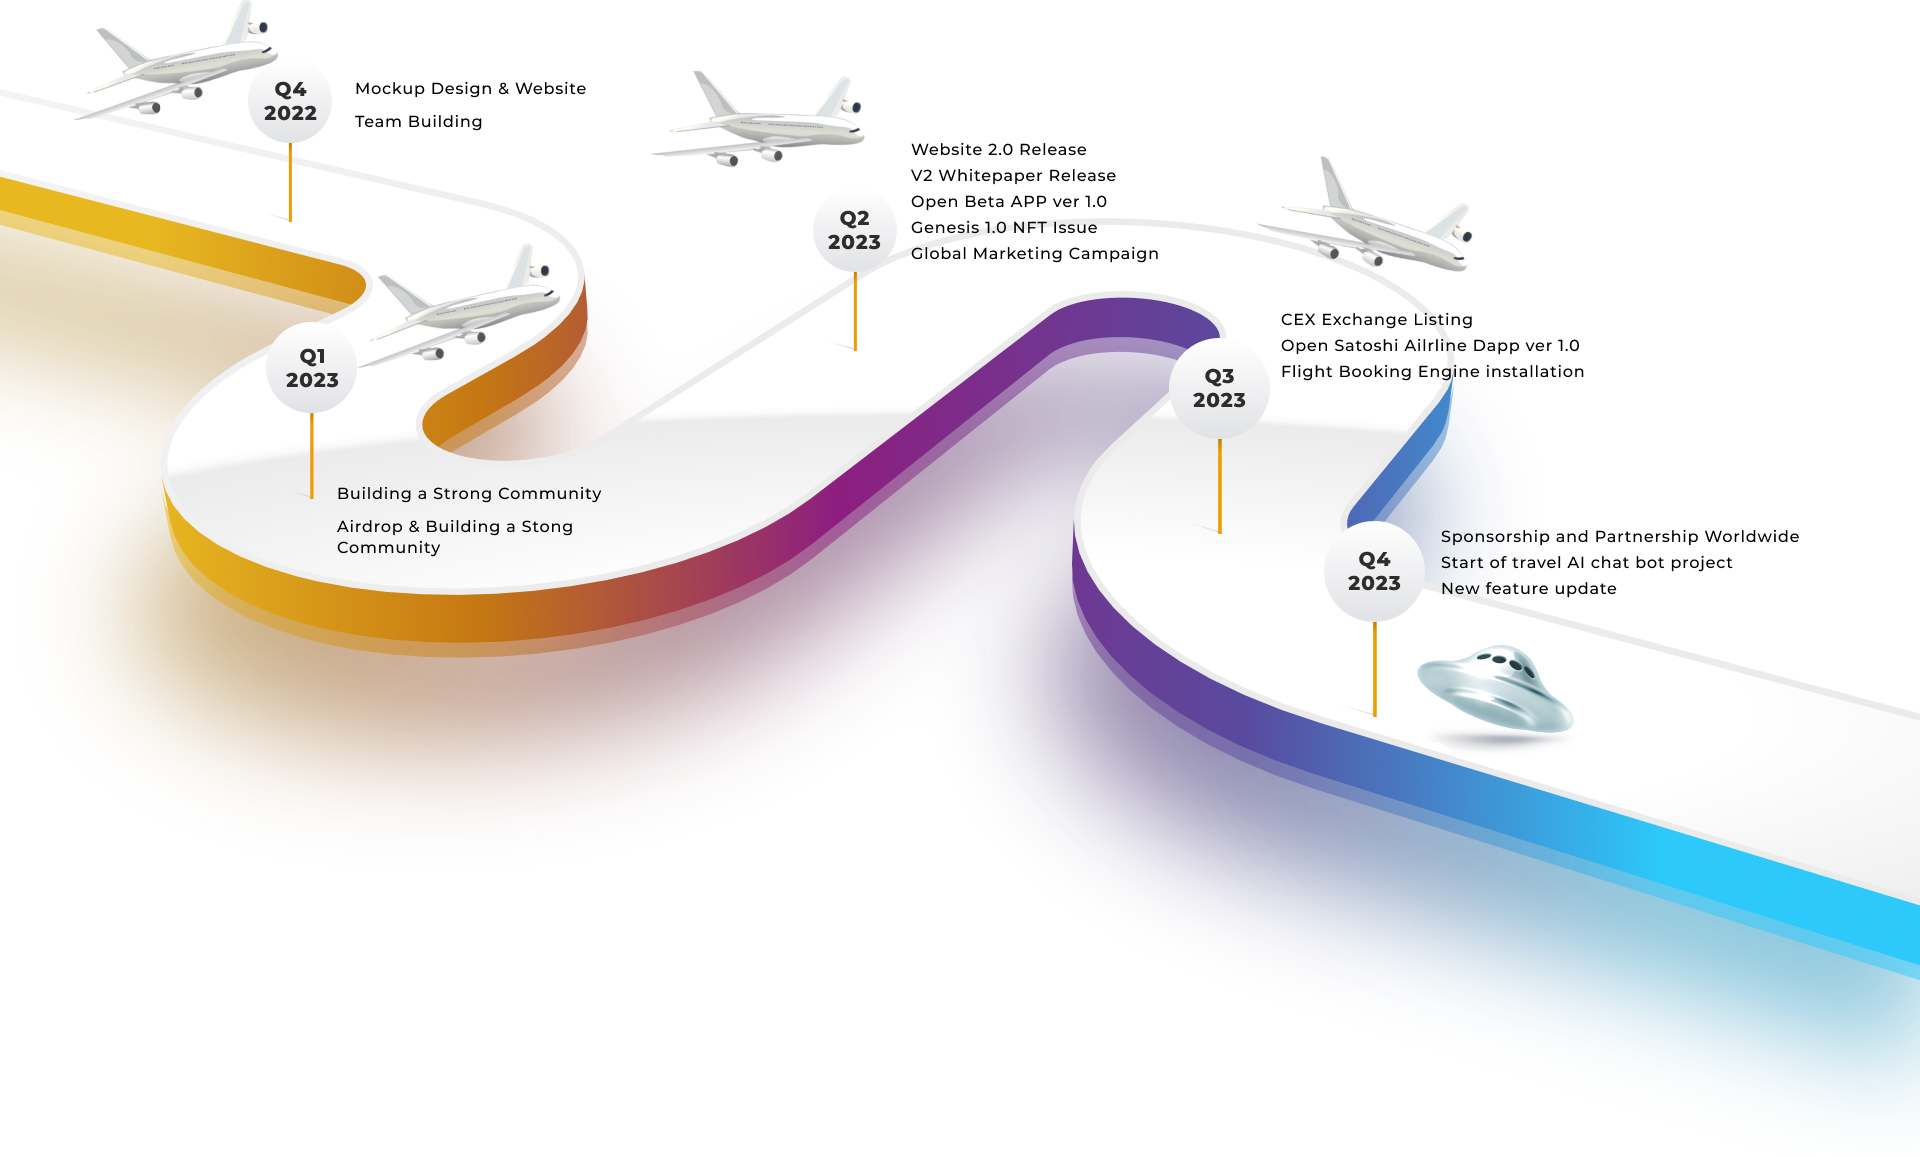 Q4
2022
Mockup Design & Website
Team Building
Q1
2023
Building a Strong Community
Airdrop & Building a Stong
Community
Q2
2023
Website 2.0 Release
V2 Whitepaper Release
Open Beta APP ver 1.0
Genesis 1.0 NFT Issue
Global Marketing Campaign
Q3
2023
CEX Exchange Listing
Open Satoshi Ailrline Dapp ver 1.0
Flight Booking Engine installation
Q4
2023
Sponsorship and Partnership Worldwide
Start of travel AI chat bot project
New feature update